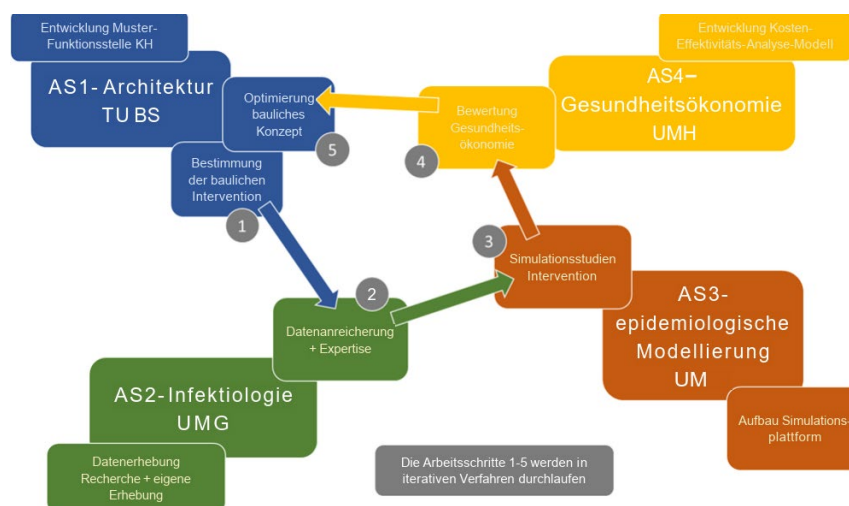 Entwicklung Muster-
Funktionsstelle KH
AS1- Architektur
TU BS
Optimierung
bauliches
Konzept
5
Bestimmung
der baulichen
Intervention
1
Entwicklung Kosten-
Effektivitäts-Analyse-Modell
AS4–
Gesundheitsökonomie
UMH
Bewertung
Gesundheits-
ökonomie
4
3
Simulationsstudien
Intervention
AS3-
epidemiologische
Modellierung
UM
Aufbau Simulations-
plattform
2
Datenanreicherung
+ Expertise
AS2-Infektiologie
UMG
Datenerhebung
Recherche + eigene
Erhebung
Die Arbeitsschritte 1-5 werden in
iterativen Verfahren durchlaufen